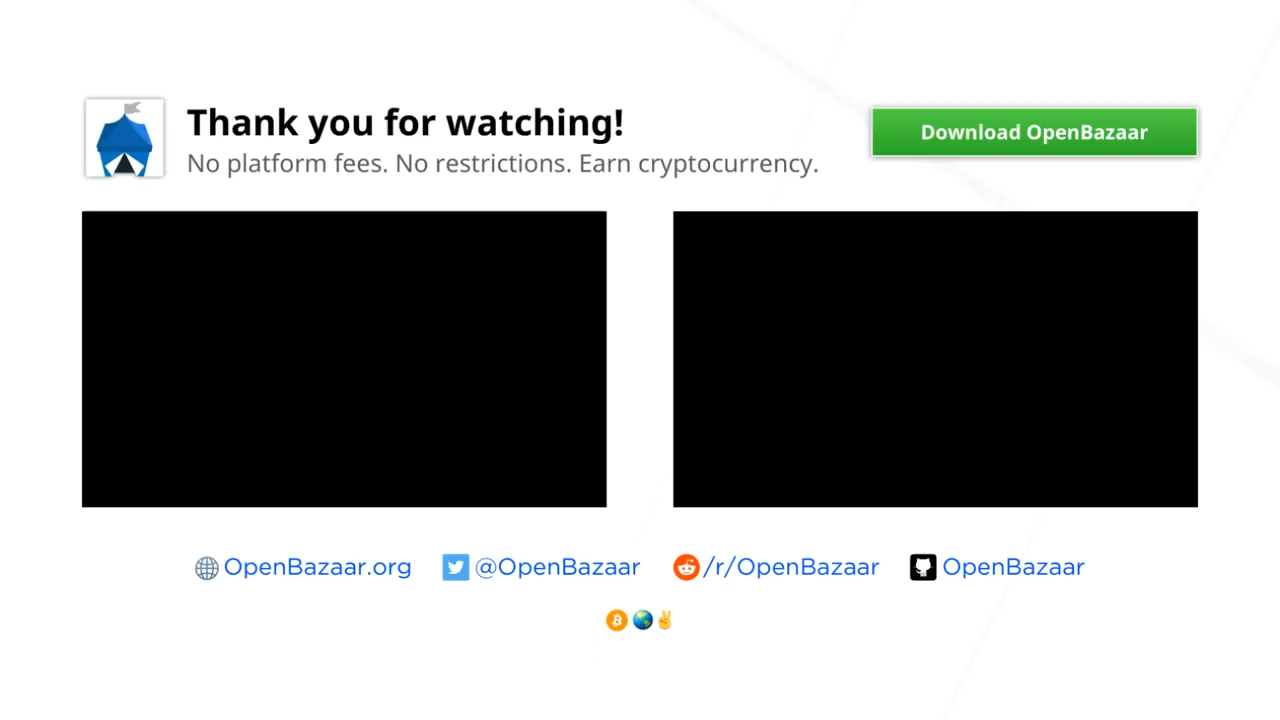 Thank you for watching!
No platform fees. No restrictions. Earn cryptocurrency.
Download OpenBazaar
OpenBazaar.org @OpenBazaar /r/OpenBazaar OpenBazaar